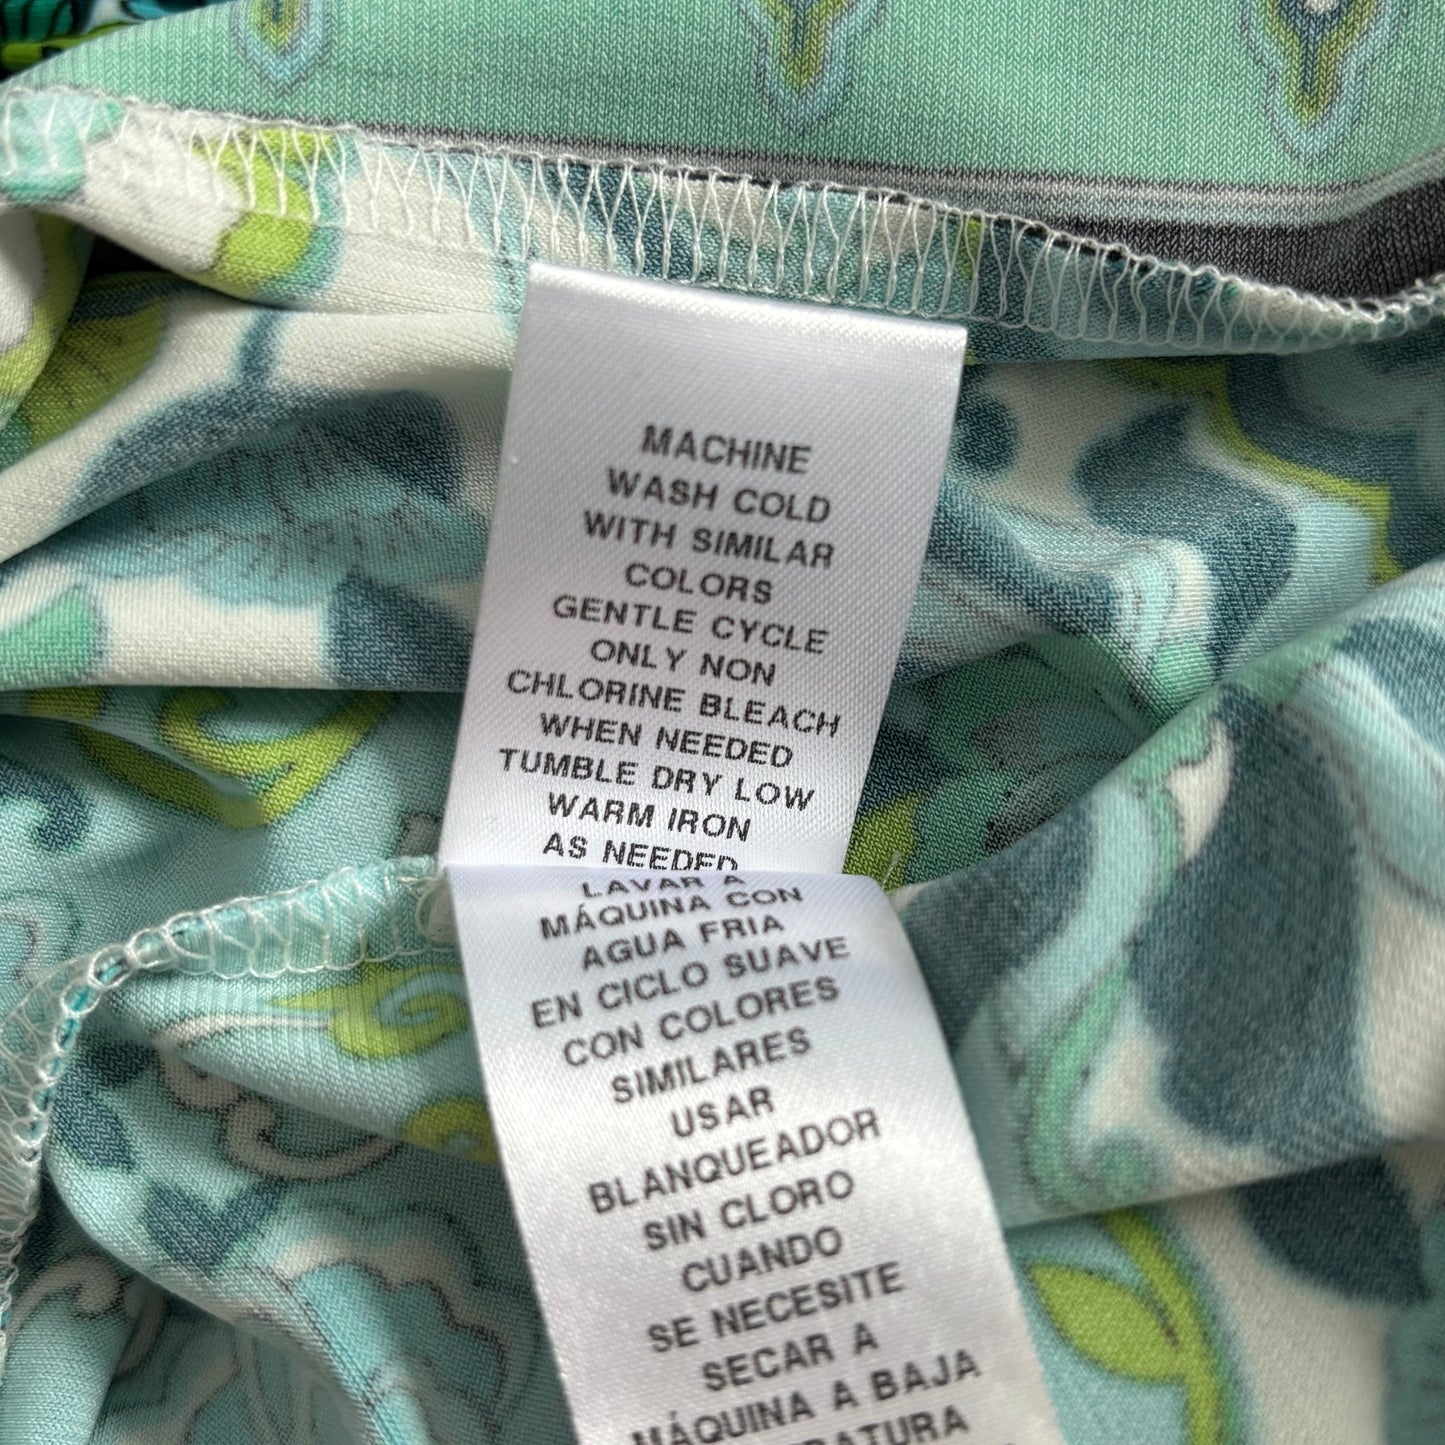 MACHINE
WASH COLD
WITH SIMILAR
COLORS
GENTLE CYCLE
ONLY NON
CHLORINE BLEACH
WHEN NEEDED
TUMBLE DRY LOW
WARM IRON
AS NEEDED
LAVAR A
MÁQUINA CON
AGUA FRIA
EN CICLO SUAVE
CON COLORES
SIMILARES
USAR
BLANQUEADOR
SIN CLORO
CUANDO
SE NECESITE
SECAR A
MÁQUINA A BAJA